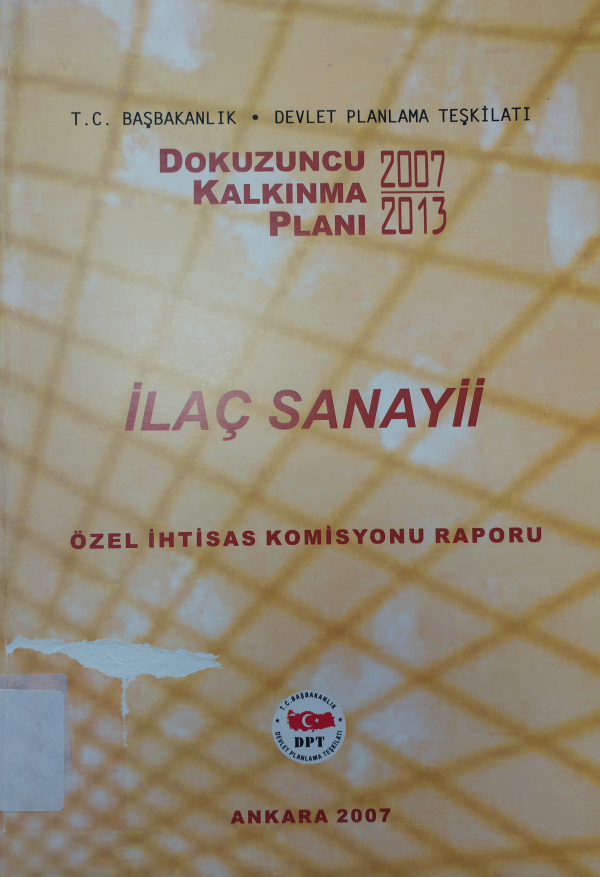 T.C. BAŞBAKANLIK • DEVLET PLANLAMA TEŞKİLATI
DOKUZUNCU
KALKINMA
PLANI
2007
2013
İLAÇ SANAYİİ
ÖZEL İHTİSAS KOMİSYONU RAPORU
T.C. BAŞBAKANLIK
DPT
DEVLET PLANLAMA TEŞKİLATI
ANKARA 2007